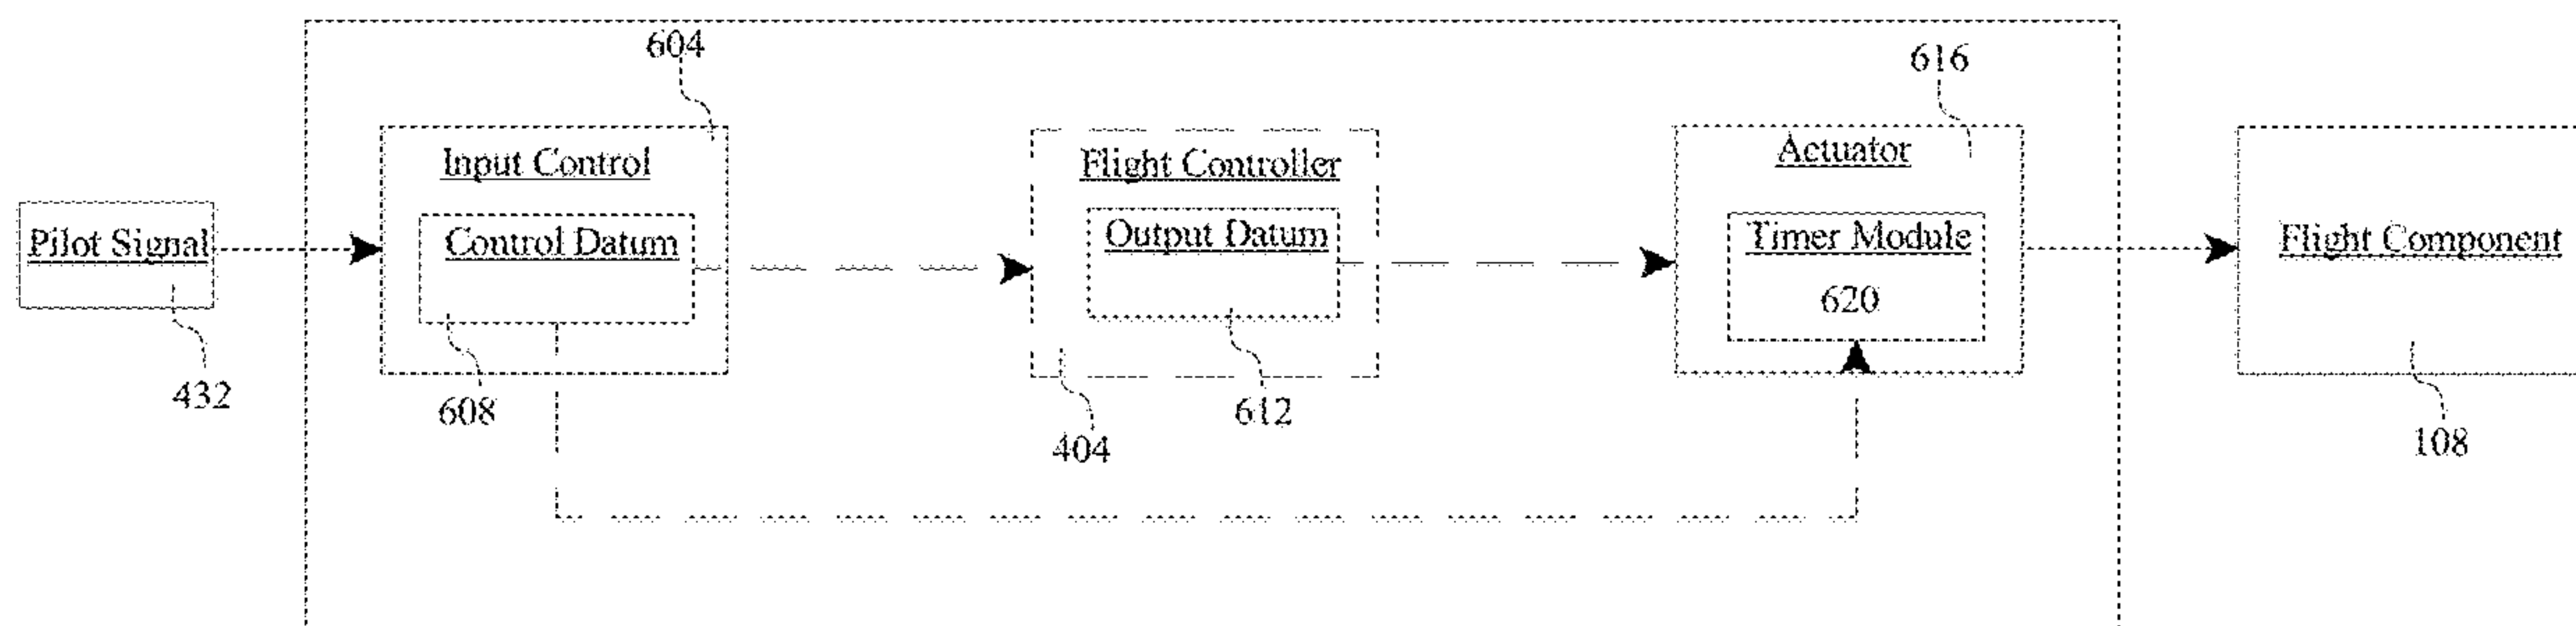 604
616
Input Control
Flight Controller
Actuator
Pilot Signal
Control Datum
Output Datum
Timer Module
620
Flight Component
432
608
404
612
108